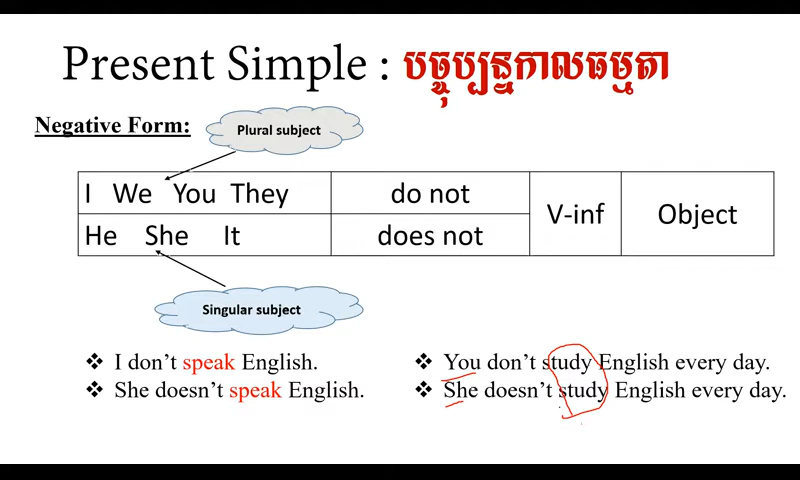 Present Simple : បច្ចុប្បន្នកាលធម្មតា
Negative Form:
Plural subject
I We You They do not V-inf Object
He She It does not
Singular subject
❖ I don't speak English.
❖ She doesn't speak English.
❖ You don't study English every day.
❖ She doesn't study English every day.